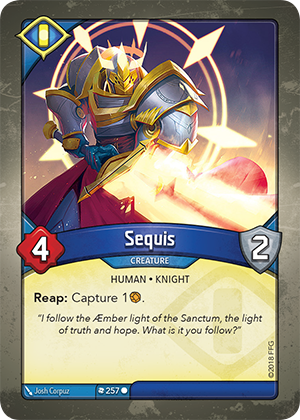 Sequis
CREATURE
4
2
HUMAN • KNIGHT
Reap: Capture 1.
"I follow the Æmber light of the Sanctum, the light
of truth and hope. What is it you follow?"
©2018 FFG
Josh Corpuz
257